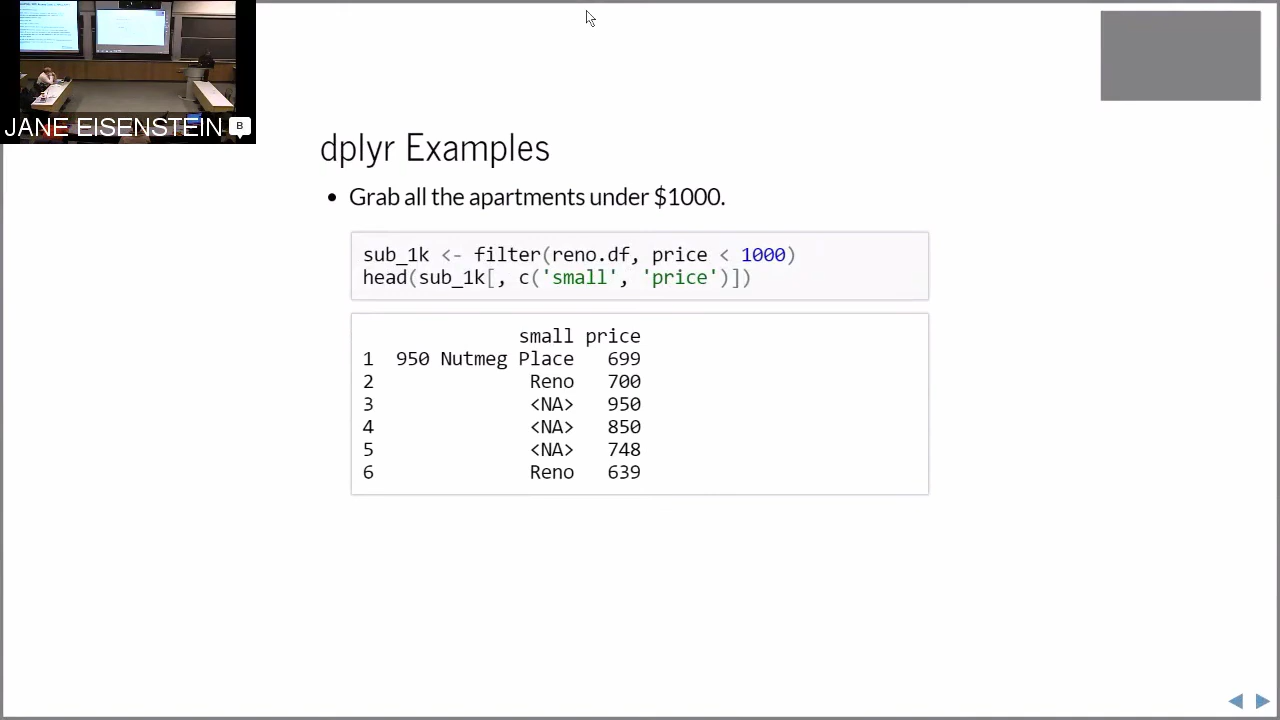 JANE EISENSTEIN B
dplyr Examples
• Grab all the apartments under $1000.
sub_1k <- filter(reno.df, price < 1000)
head(sub_1k[, c('small', 'price')])
small price
1 950 Nutmeg Place 699
2 Reno 700
3 <NA> 950
4 <NA> 850
5 <NA> 748
6 Reno 639